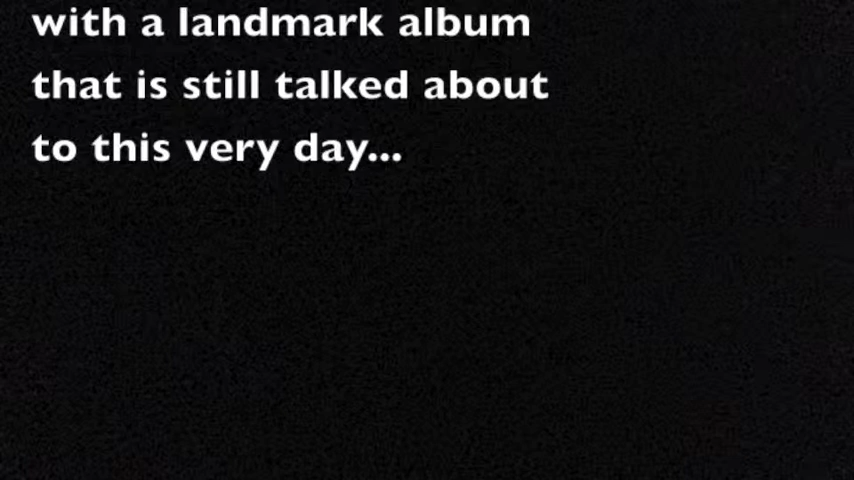 with a landmark album
that is still talked about
to this very day...